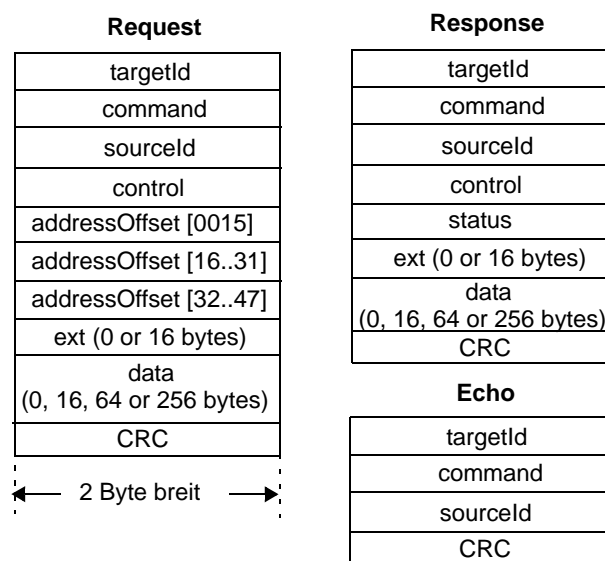 Request
targetId
command
sourceId
control
addressOffset [0015]
addressOffset [16..31]
addressOffset [32..47]
ext (0 or 16 bytes)
data
(0, 16, 64 or 256 bytes)
CRC
2 Byte breit
Response
targetId
command
sourceId
control
status
ext (0 or 16 bytes)
data
(0, 16, 64 or 256 bytes)
CRC
Echo
targetId
command
sourceId
CRC